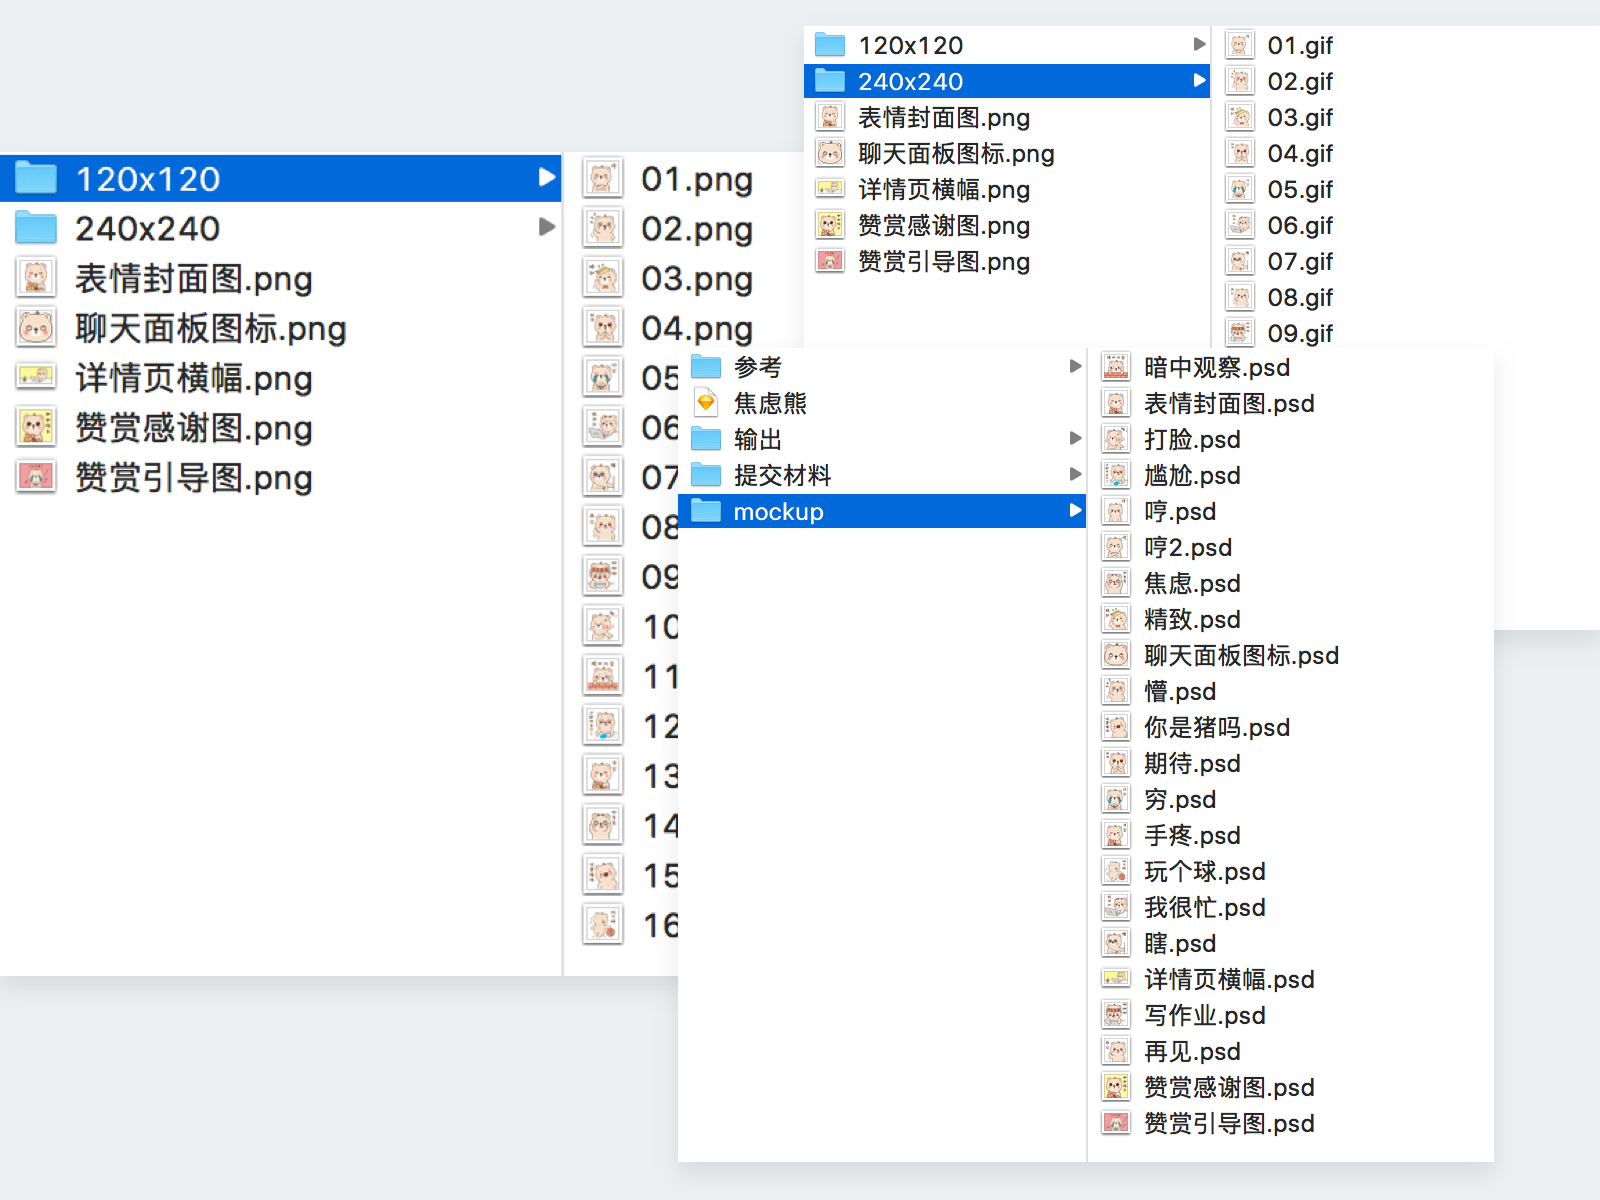 120x120
240x240
表情封面图.png
聊天面板图标.png
详情页横幅.png
赞赏感谢图.png
赞赏引导图.png
01.png
02.png
03.png
04.png
05
06
07
08
09
10
11
12
13
14
15
16
120x120
240x240
表情封面图.png
聊天面板图标.png
详情页横幅.png
赞赏感谢图.png
赞赏引导图.png
01.gif
02.gif
03.gif
04.gif
05.gif
06.gif
07.gif
08.gif
09.gif
参考
焦虑熊
输出
提交材料
mockup
暗中观察.psd
表情封面图.psd
打脸.psd
尴尬.psd
哼.psd
哼2.psd
焦虑.psd
精致.psd
聊天面板图标.psd
懵.psd
你是猪吗.psd
期待.psd
穷.psd
手疼.psd
玩个球.psd
我很忙.psd
瞎.psd
详情页横幅.psd
写作业.psd
再见.psd
赞赏感谢图.psd
赞赏引导图.psd